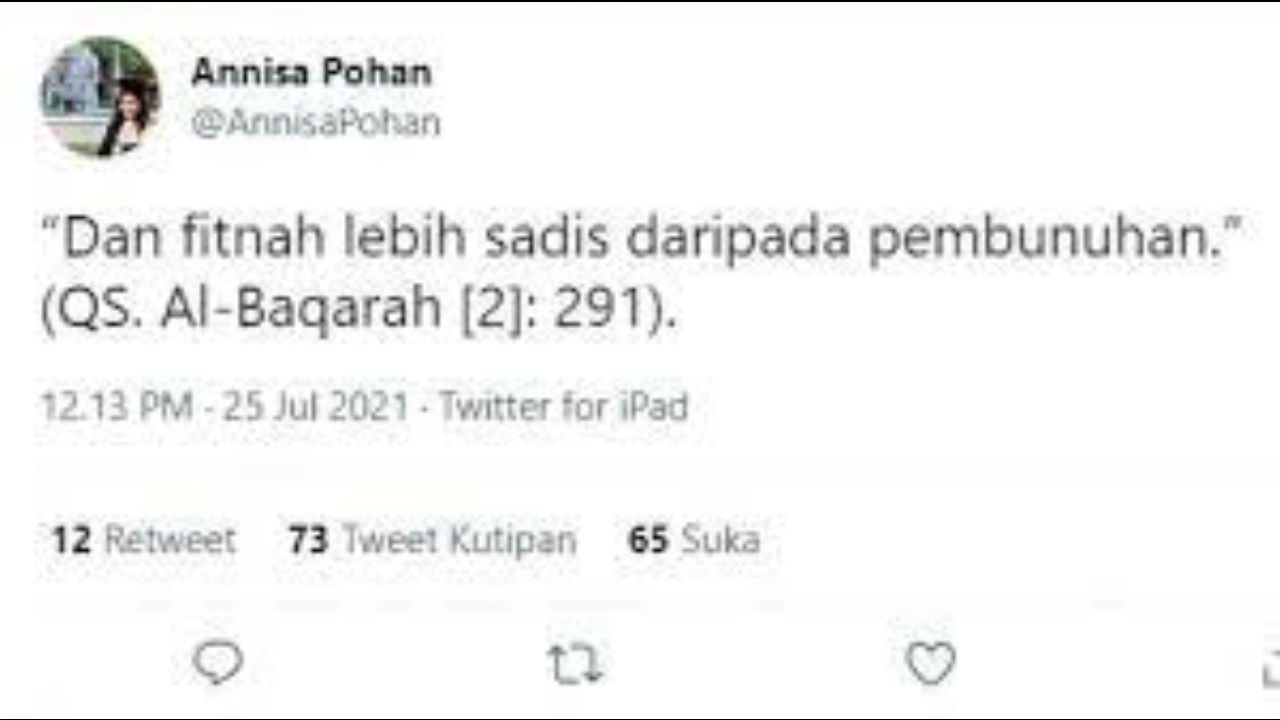 Annisa Pohan
@AnnisaPohan
“Dan fitnah lebih sadis daripada pembunuhan.”
(QS. Al-Baqarah [2]: 291).
12.13 PM · 25 Jul 2021 · Twitter for iPad
12 Retweet 73 Tweet Kutipan 65 Suka